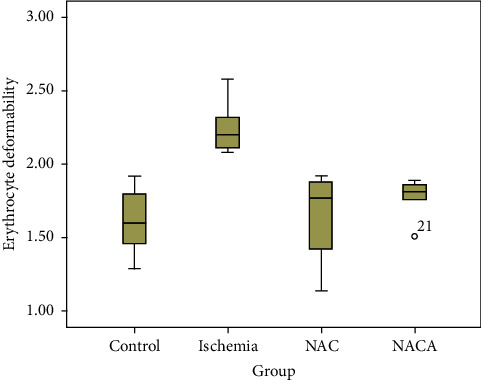 Erythrocyte deformability
3.00
2.50
2.00
1.50
1.00
21
Control Ischemia NAC NACA
Group